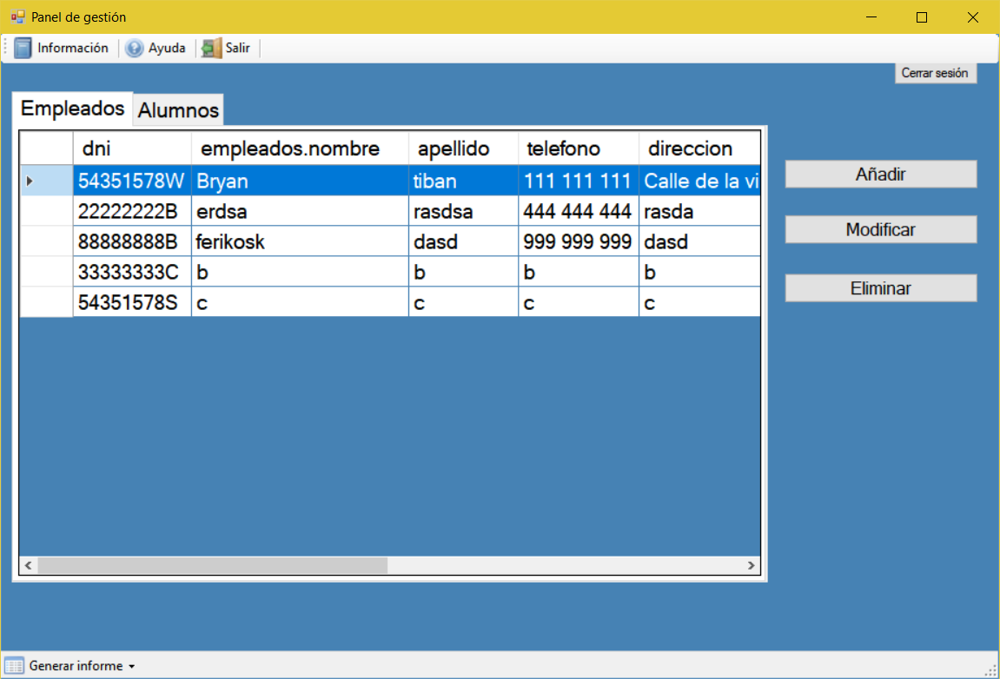 Panel de gestión
Información Ayuda Salir
Cerrar sesión
Empleados Alumnos
dni empleados.nombre apellido telefono direccion
54351578W Bryan tiban 111 111 111 Calle de la vi
22222222B erdsa rasdsa 444 444 444 rasda
88888888B ferikosk dasd 999 999 999 dasd
33333333C b b b b
54351578S c c c c
Añadir
Modificar
Eliminar
Generar informe